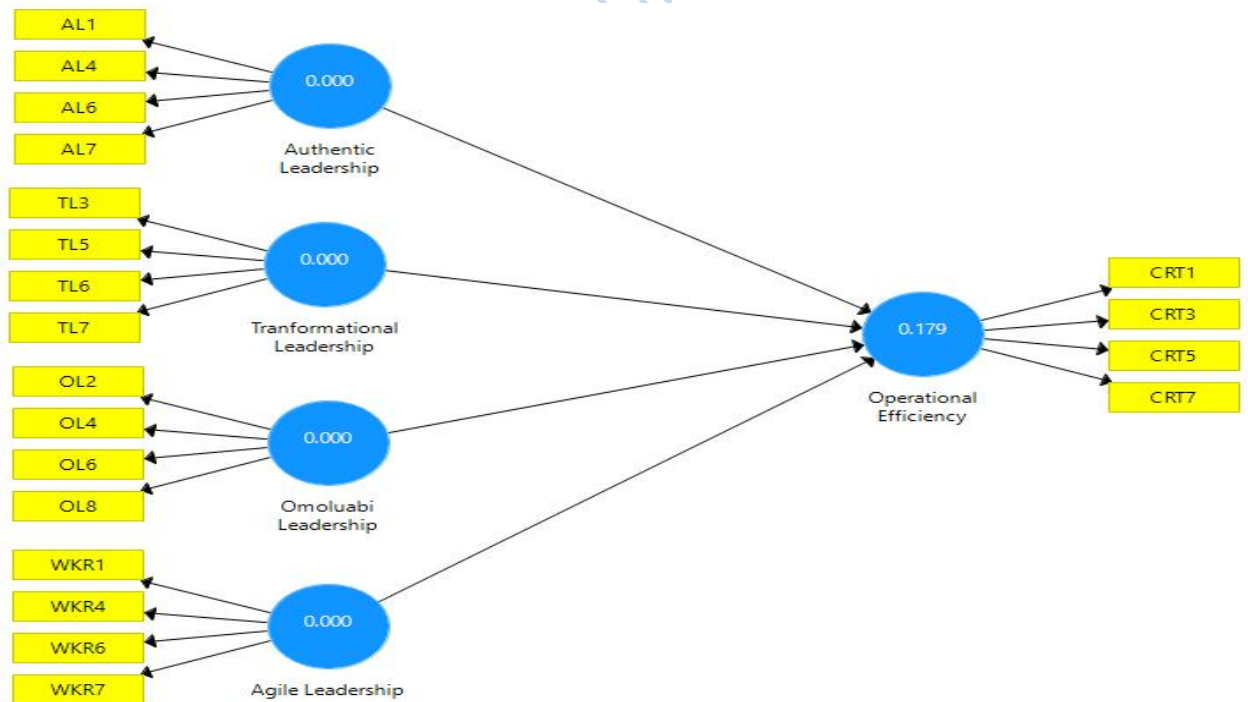 AL1
AL4
AL6
AL7
0.000
Authentic
Leadership
TL3
TL5
TL6
TL7
0.000
Tranformational
Leadership
OL2
OL4
OL6
OL8
0.000
Omoluabi
Leadership
WKR1
WKR4
WKR6
WKR7
0.000
Agile Leadership
0.179
Operational
Efficiency
CRT1
CRT3
CRT5
CRT7